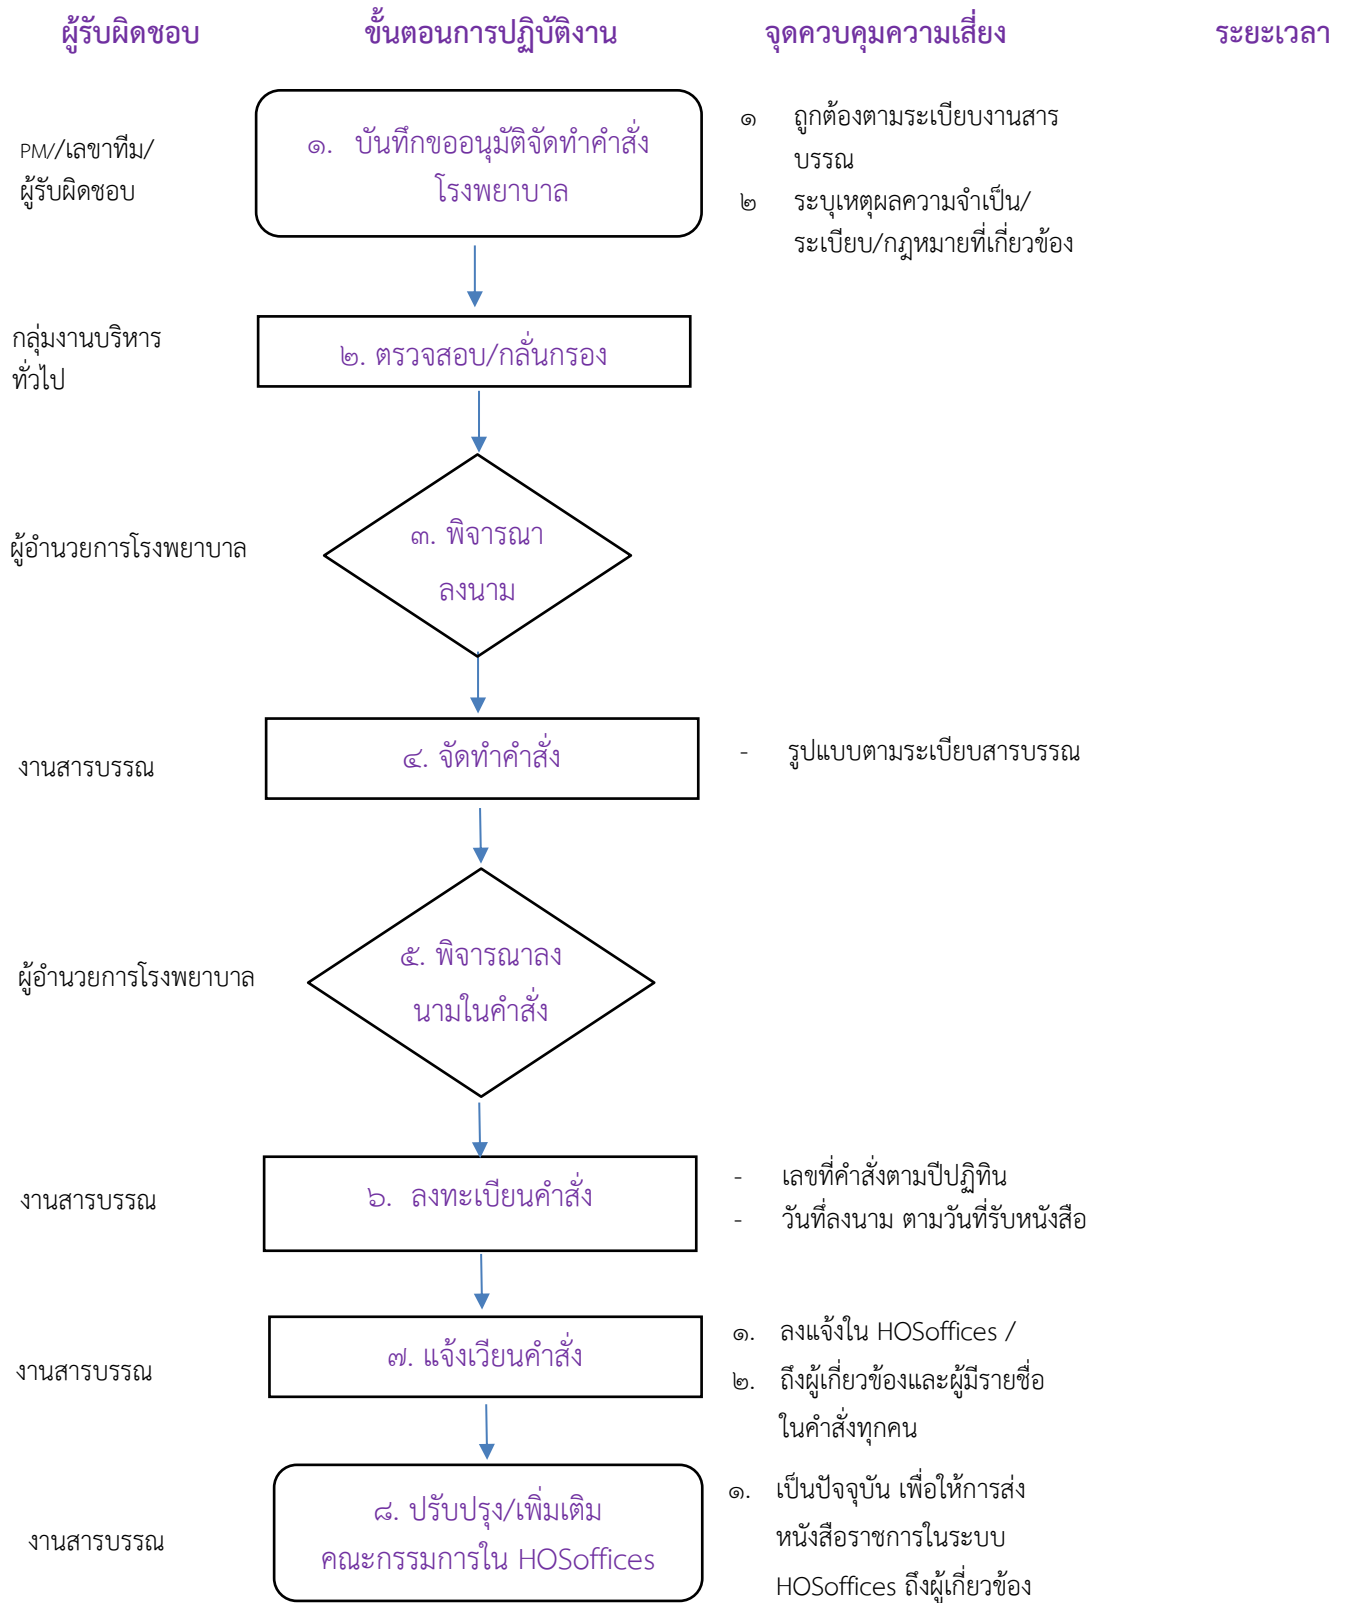 ผู้รับผิดชอบ ขั้นตอนการปฏิบัติงาน จุดควบคุมความเสี่ยง ระยะเวลา
PM//เลขาทีม/
ผู้รับผิดชอบ
๑. บันทึกขออนุมัติจัดทำคำสั่ง
โรงพยาบาล
๑ ถูกต้องตามระเบียบงานสาร
บรรณ
๒ ระบุเหตุผลความจำเป็น/
ระเบียบ/กฎหมายที่เกี่ยวข้อง
กลุ่มงานบริหาร
ทั่วไป
๒. ตรวจสอบ/กลั่นกรอง
ผู้อำนวยการโรงพยาบาล
๓. พิจารณา
ลงนาม
งานสารบรรณ
๔. จัดทำคำสั่ง
- รูปแบบตามระเบียบสารบรรณ
ผู้อำนวยการโรงพยาบาล
๕. พิจารณาลง
นามในคำสั่ง
งานสารบรรณ
๖. ลงทะเบียนคำสั่ง
- เลขที่คำสั่งตามปีปฏิทิน
- วันที่ลงนาม ตามวันที่รับหนังสือ
งานสารบรรณ
๗. แจ้งเวียนคำสั่ง
๑. ลงแจ้งใน HOSoffices /
๒. ถึงผู้เกี่ยวข้องและผู้มีรายชื่อ
ในคำสั่งทุกคน
งานสารบรรณ
๘. ปรับปรุง/เพิ่มเติม
คณะกรรมการใน HOSoffices
๑. เป็นปัจจุบัน เพื่อให้การส่ง
หนังสือราชการในระบบ
HOSoffices ถึงผู้เกี่ยวข้อง